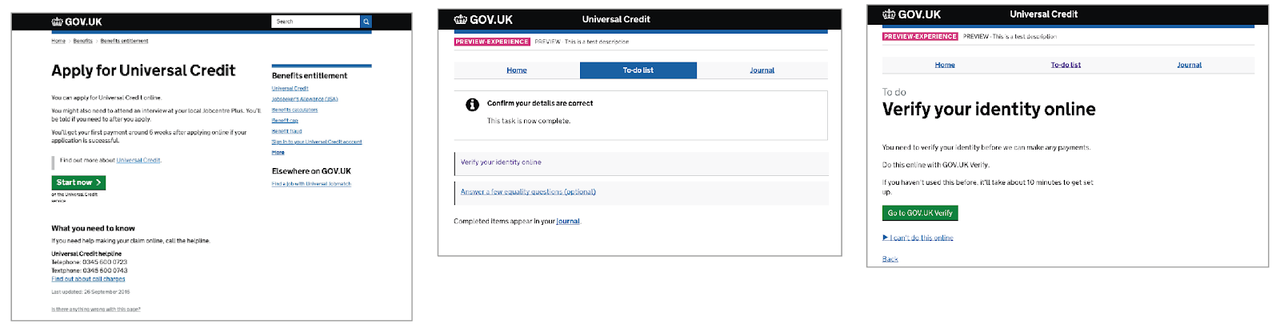 GOV.UK
Search
Home Benefits Benefits entitlement
Apply for Universal Credit
You can apply for Universal Credit online.
You might also need to attend an interview at your local Jobcentre Plus. You'll
be told if you need to after you apply.
You'll get your first payment around 6 weeks after applying online if your
application is successful.
Find out more about Universal Credit.
Start now
on the Universal Credit
service
What you need to know
If you need help making your claim online, call the helpline.
Universal Credit helpline
Telephone: 0345 600 0723
Textphone: 0345 600 0743
Find out about call charges
Last updated: 26 September 2016
Is there anything wrong with this page?
Benefits entitlement
Universal Credit
Jobseeker's Allowance (JSA)
Benefits calculators
Benefit cap
Benefit fraud
Sign in to your Universal Credit account
More
Elsewhere on GOV.UK
Find a job with Universal Jobmatch
GOV.UK Universal Credit
PREVIEW-EXPERIENCE PREVIEW - This is a test description
Home To-do list Journal
Confirm your details are correct
This task is now complete.
Verify your identity online
Answer a few equality questions (optional)
Completed items appear in your journal.
GOV.UK Universal Credit
PREVIEW-EXPERIENCE PREVIEW - This is a test description
Home To-do list Journal
To do
Verify your identity online
You need to verify your identity before we can make any payments.
Do this online with GOV.UK Verify.
If you haven't used this before, it'll take about 10 minutes to get set
up.
Go to GOV.UK Verify
I can't do this online
Back